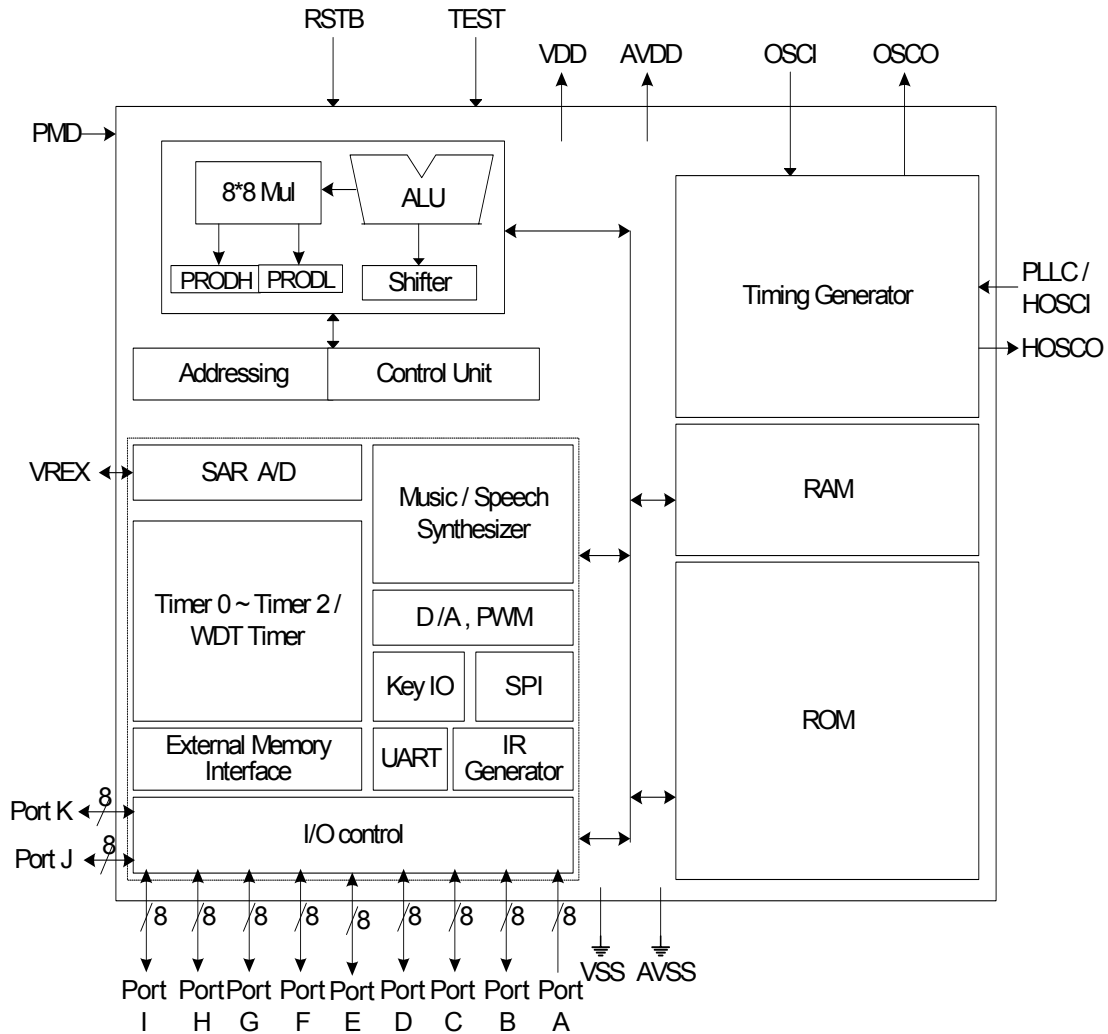 RSTB
TEST
VDD
AVDD
OSCI
OSCO
PMD
8*8 Mul
ALU
PRODH
PRODL
Shifter
Timing Generator
PLLC /
HOSCI
HOSCO
Addressing
Control Unit
VREX
SAR A/D
Music / Speech
Synthesizer
RAM
Timer 0 ~ Timer 2 /
WDT Timer
D/A , PWM
Key IO
SPI
ROM
External Memory
Interface
UART
IR
Generator
Port K
8
I/O control
Port J
8
8
8
8
8
8
8
8
8
8
VSS
AVSS
Port
I
Port
H
Port
G
Port
F
Port
E
Port
D
Port
C
Port
B
Port
A